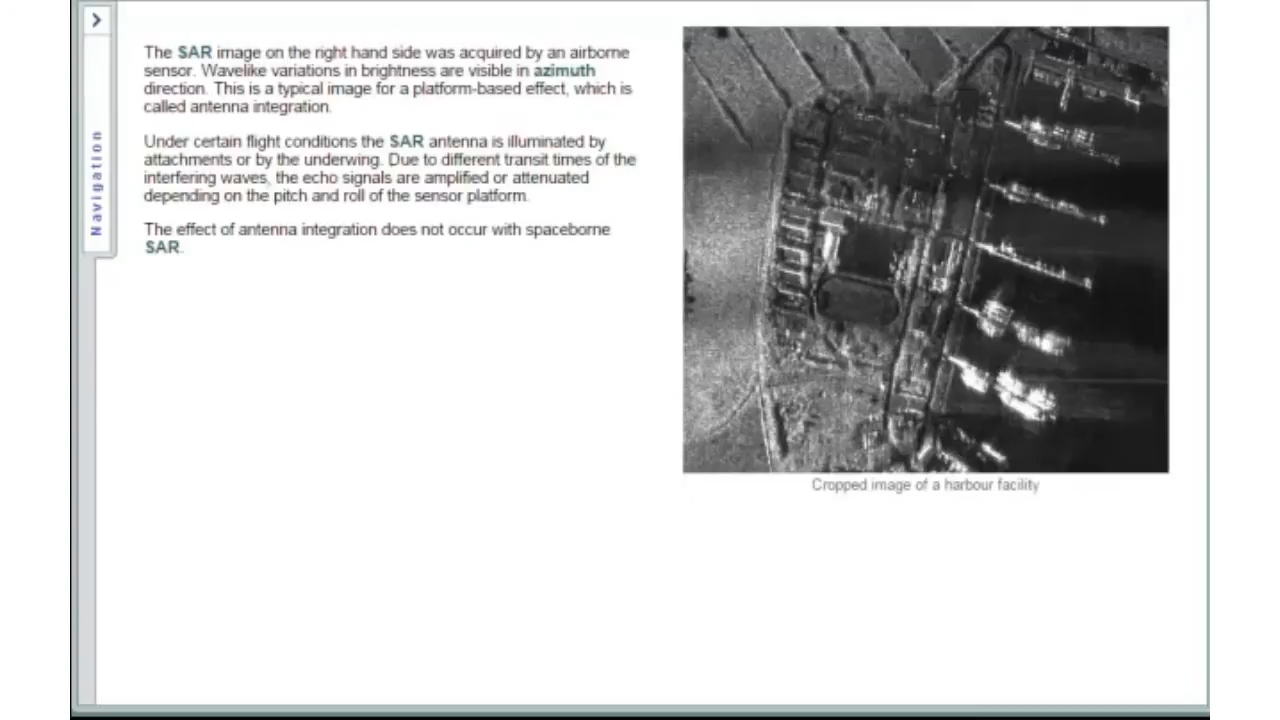 The SAR image on the right hand side was acquired by an airborne
sensor. Wavelike variations in brightness are visible in azimuth
direction. This is a typical image for a platform-based effect, which is
called antenna integration.
Under certain flight conditions the SAR antenna is illuminated by
attachments or by the underwing. Due to different transit times of the
interfering waves, the echo signals are amplified or attenuated
depending on the pitch and roll of the sensor platform.
The effect of antenna integration does not occur with spaceborne
SAR.
Navigation
Cropped image of a harbour facility